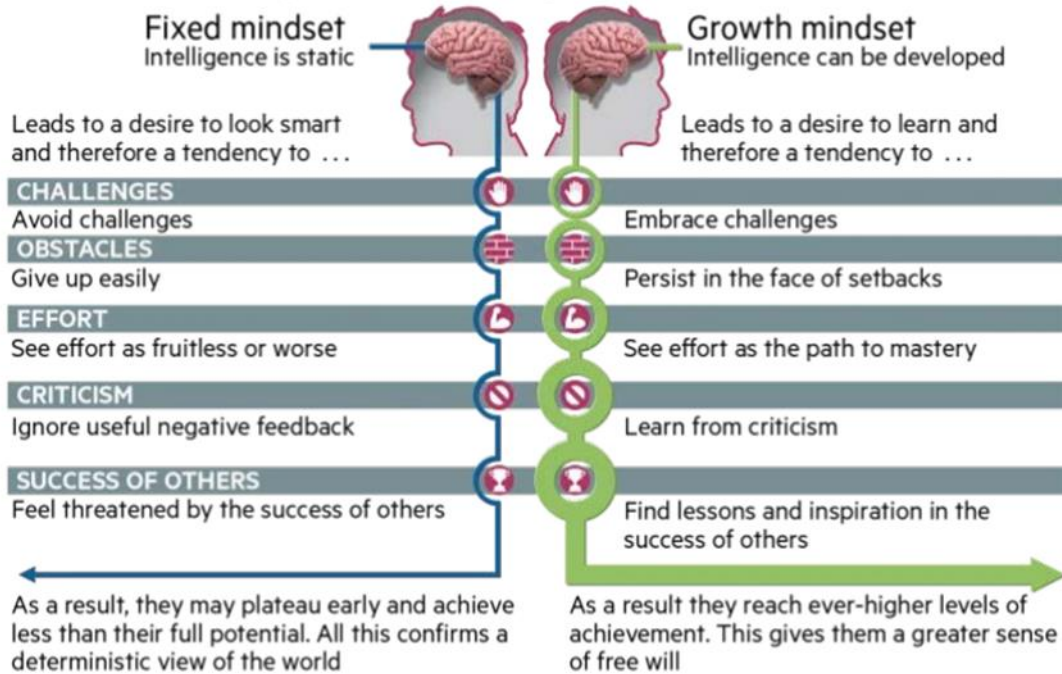 Fixed mindset
Intelligence is static
Growth mindset
Intelligence can be developed
Leads to a desire to look smart
and therefore a tendency to ...
Leads to a desire to learn and
therefore a tendency to ...
CHALLENGES
Avoid challenges
Embrace challenges
OBSTACLES
Give up easily
Persist in the face of setbacks
EFFORT
See effort as fruitless or worse
See effort as the path to mastery
CRITICISM
Ignore useful negative feedback
Learn from criticism
SUCCESS OF OTHERS
Feel threatened by the success of others
Find lessons and inspiration in the
success of others
As a result, they may plateau early and achieve
less than their full potential. All this confirms a
deterministic view of the world
As a result they reach ever-higher levels of
achievement. This gives them a greater sense
of free will